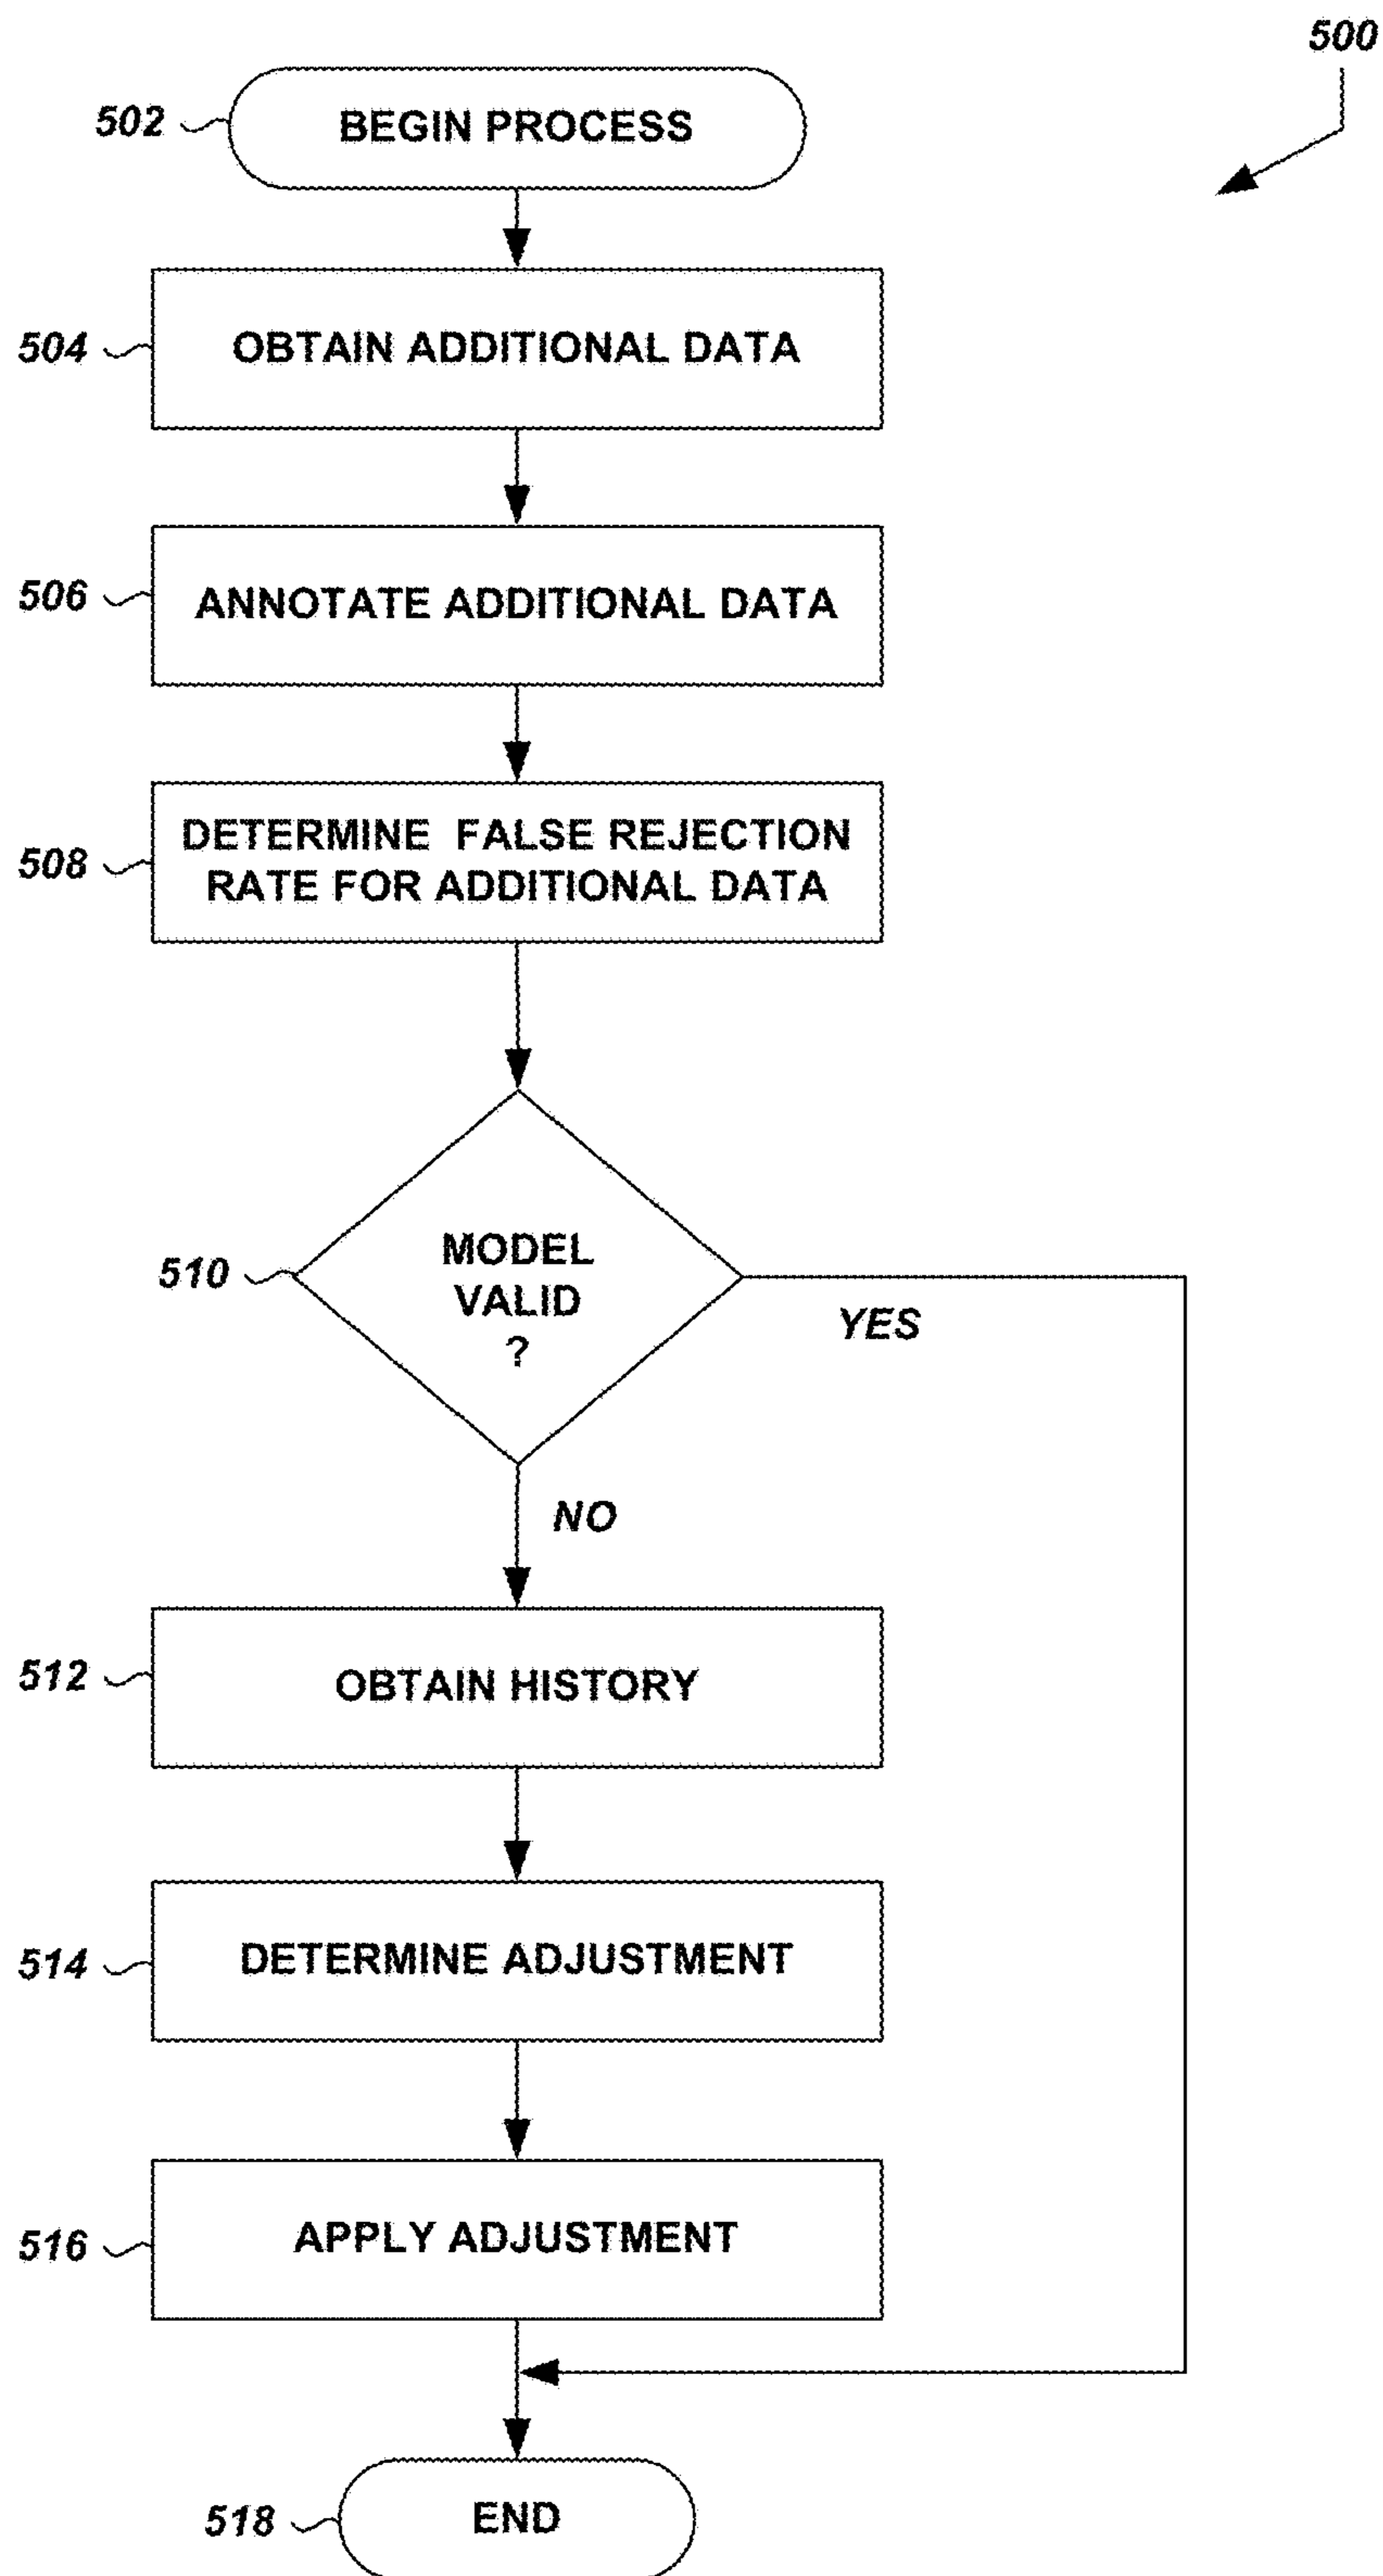 500
502
BEGIN PROCESS
504
OBTAIN ADDITIONAL DATA
506
ANNOTATE ADDITIONAL DATA
508
DETERMINE FALSE REJECTION
RATE FOR ADDITIONAL DATA
510
MODEL
VALID
?
YES
NO
512
OBTAIN HISTORY
514
DETERMINE ADJUSTMENT
516
APPLY ADJUSTMENT
518
END